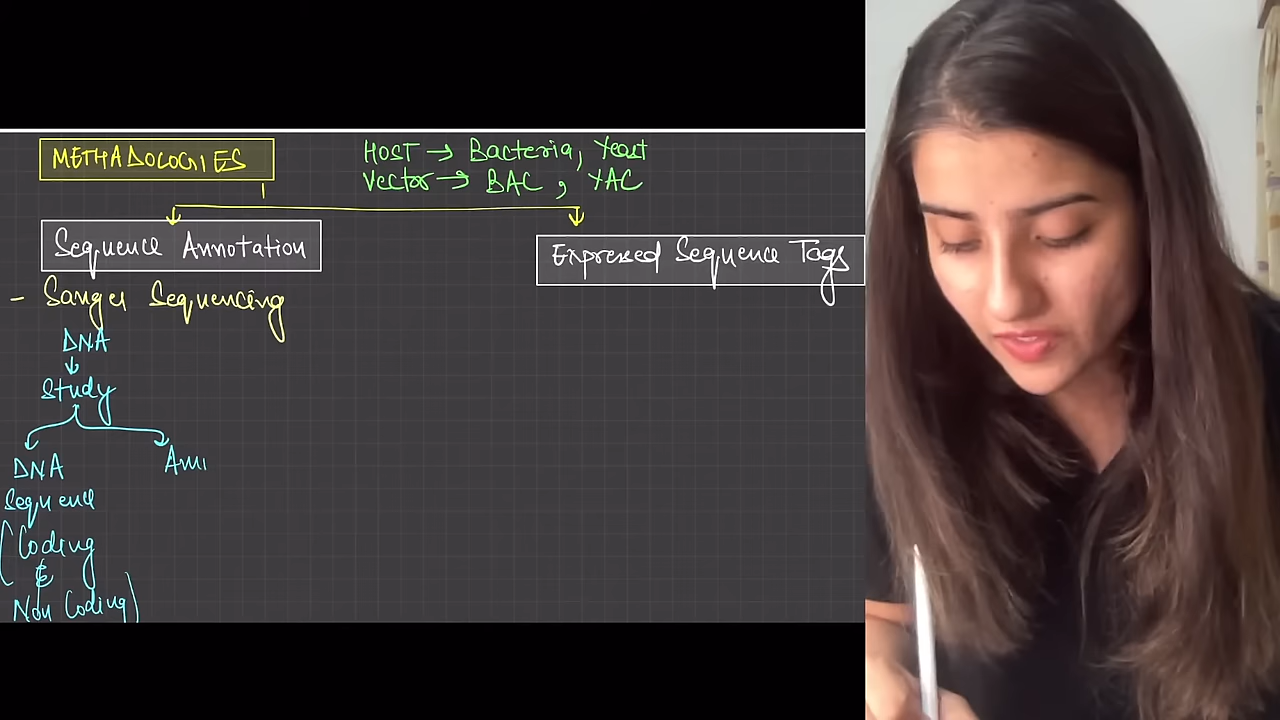 METHADOLOGIES
HOST → Bacteria, Yeast
Vector → BAC, YAC
Sequence Annotation
Expressed Sequence Tags
- Sanger Sequencing
DNA
↓
Study
DNA
Ami
Sequence
(Coding
&
Non Coding)